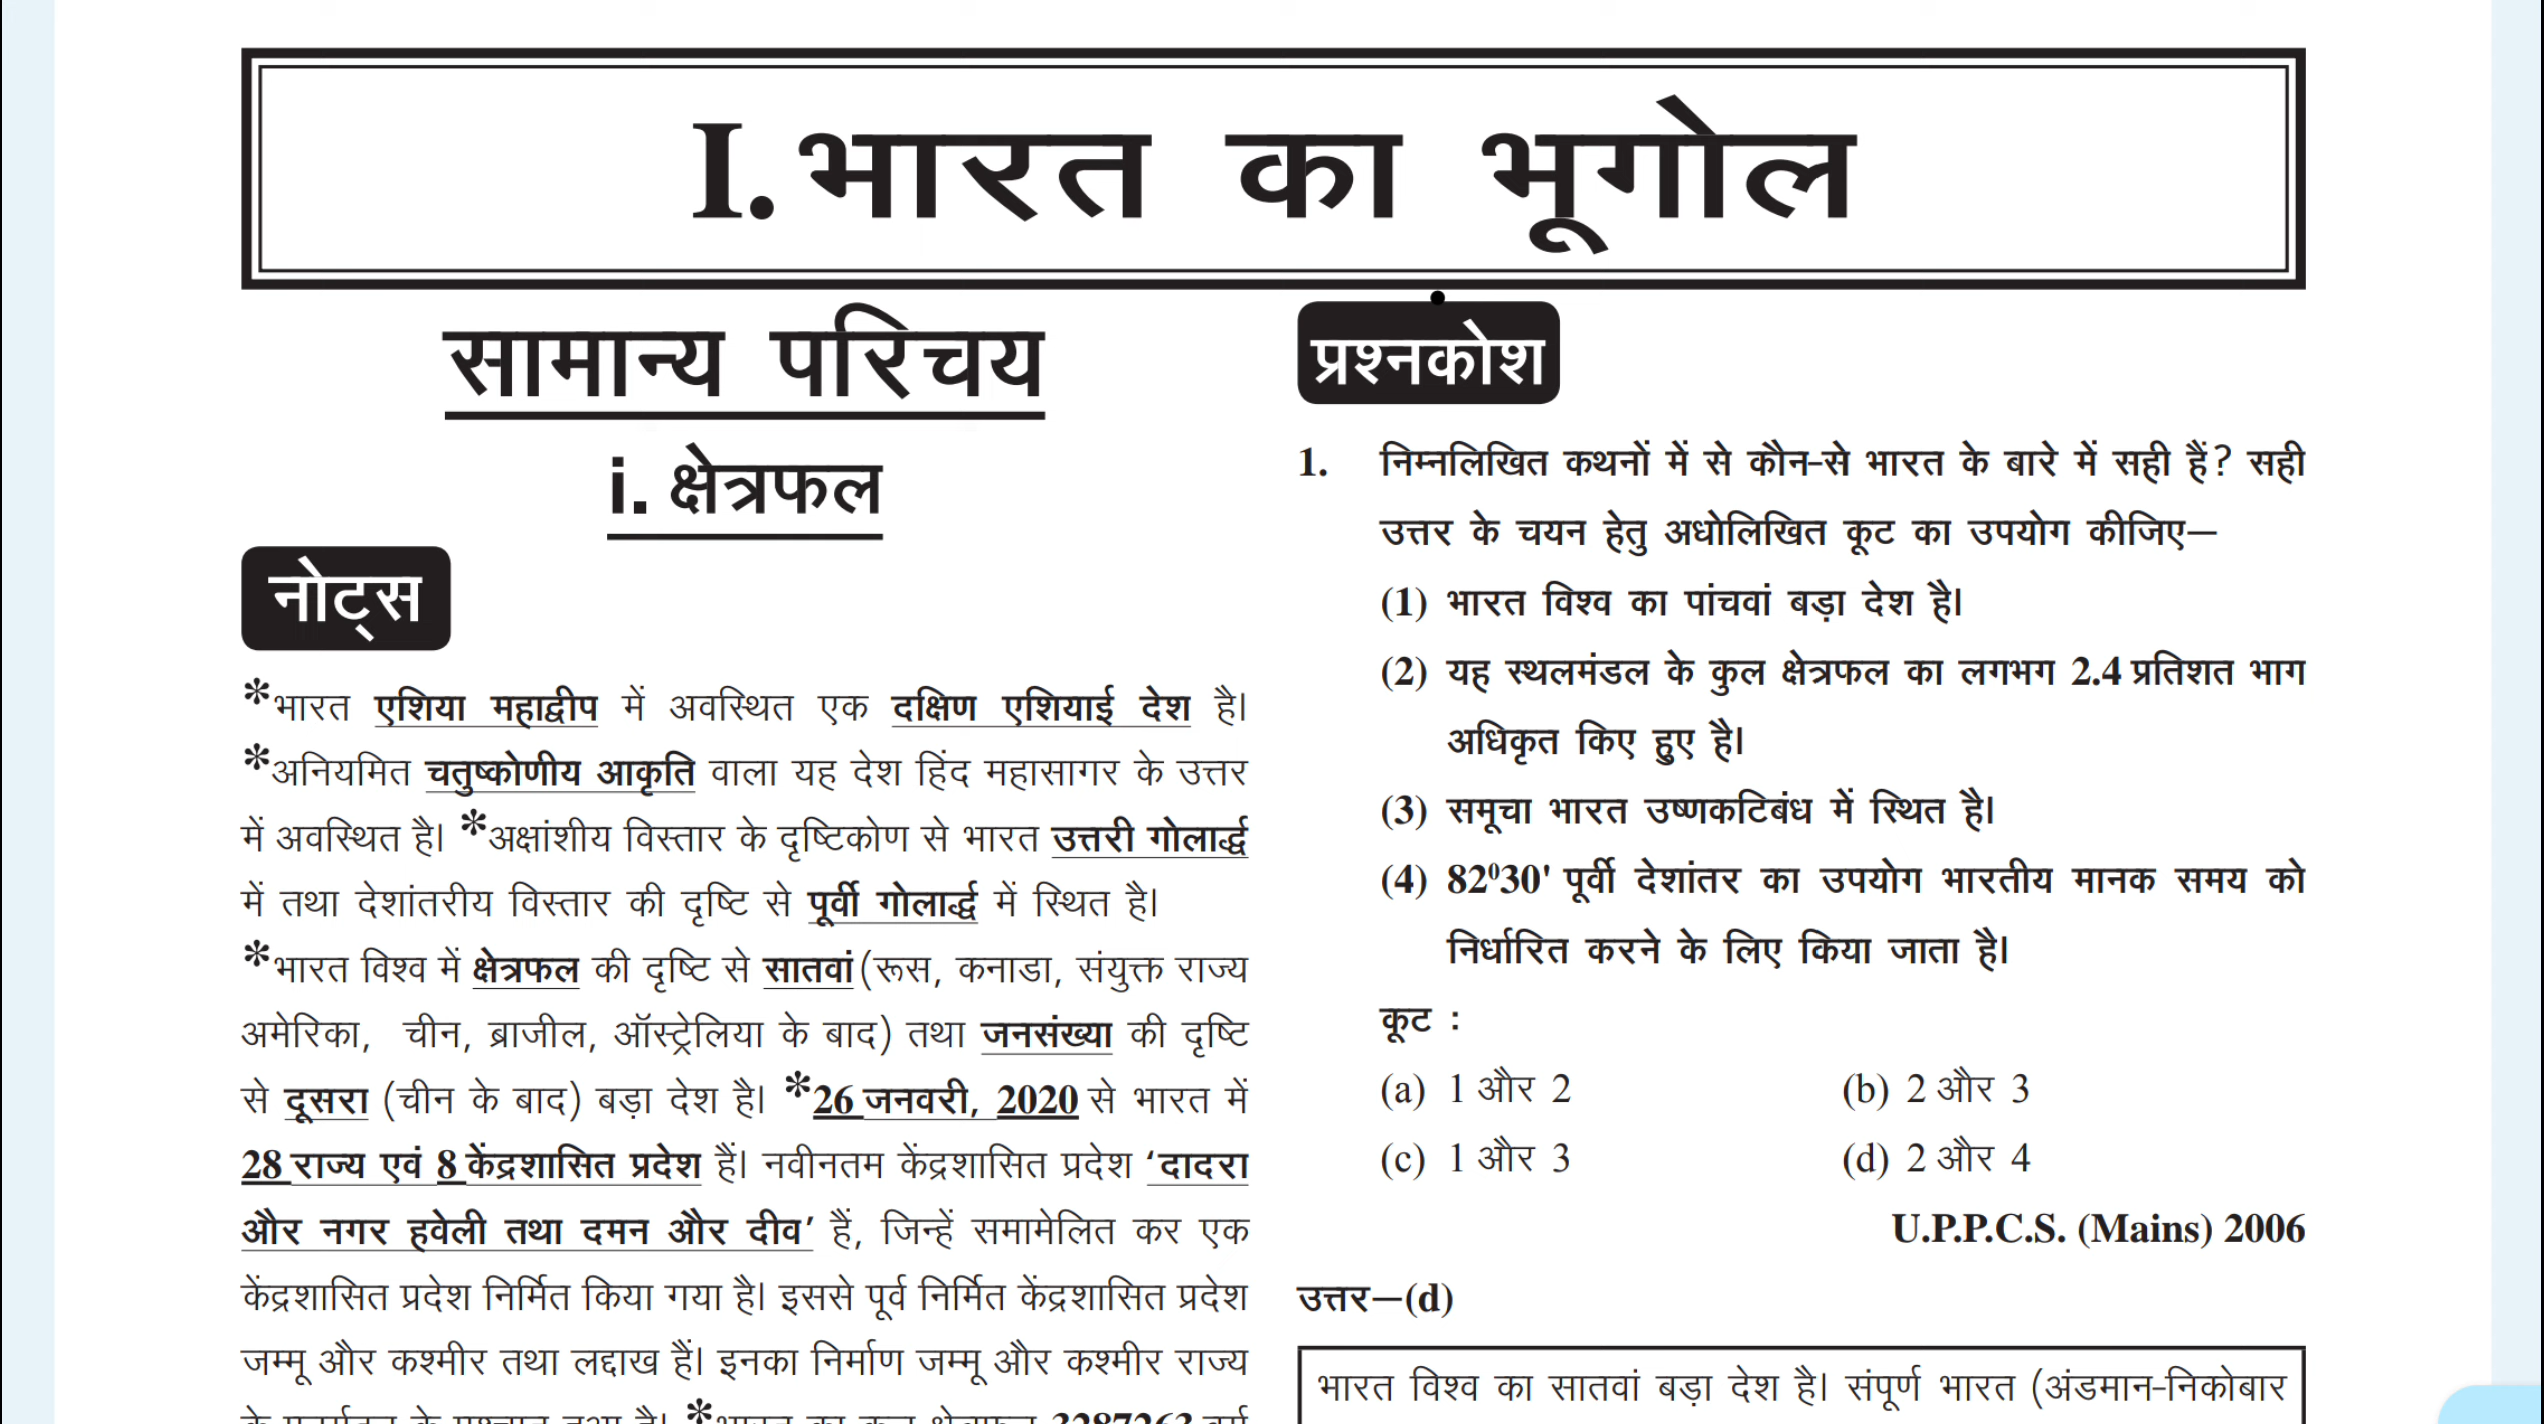 I. भारत का भूगोल
सामान्य परिचय
i. क्षेत्रफल
नोट्स
*भारत एशिया महाद्वीप में अवस्थित एक दक्षिण एशियाई देश है।
*अनियमित चतुष्कोणीय आकृति वाला यह देश हिंद महासागर के उत्तर
में अवस्थित है। *अक्षांशीय विस्तार के दृष्टिकोण से भारत उत्तरी गोलार्द्ध
में तथा देशांतरीय विस्तार की दृष्टि से पूर्वी गोलार्द्ध में स्थित है।
*भारत विश्व में क्षेत्रफल की दृष्टि से सातवां (रूस, कनाडा, संयुक्त राज्य
अमेरिका, चीन, ब्राजील, ऑस्ट्रेलिया के बाद) तथा जनसंख्या की दृष्टि
से दूसरा (चीन के बाद) बड़ा देश है। *26 जनवरी, 2020 से भारत में
28 राज्य एवं 8 केंद्रशासित प्रदेश हैं। नवीनतम केंद्रशासित प्रदेश ‘दादरा
और नगर हवेली तथा दमन और दीव’ हैं, जिन्हें समामेलित कर एक
केंद्रशासित प्रदेश निर्मित किया गया है। इससे पूर्व निर्मित केंद्रशासित प्रदेश
जम्मू और कश्मीर तथा लद्दाख हैं। इनका निर्माण जम्मू और कश्मीर राज्य
प्रश्नकोश
1. निम्नलिखित कथनों में से कौन-से भारत के बारे में सही हैं? सही
उत्तर के चयन हेतु अधोलिखित कूट का उपयोग कीजिए—
(1) भारत विश्व का पांचवां बड़ा देश है।
(2) यह स्थलमंडल के कुल क्षेत्रफल का लगभग 2.4 प्रतिशत भाग
अधिकृत किए हुए है।
(3) समूचा भारत उष्णकटिबंध में स्थित है।
(4) 82⁰30' पूर्वी देशांतर का उपयोग भारतीय मानक समय को
निर्धारित करने के लिए किया जाता है।
कूट :
(a) 1 और 2 (b) 2 और 3
(c) 1 और 3 (d) 2 और 4
U.P.P.C.S. (Mains) 2006
उत्तर—(d)
भारत विश्व का सातवां बड़ा देश है। संपूर्ण भारत (अंडमान-निकोबार